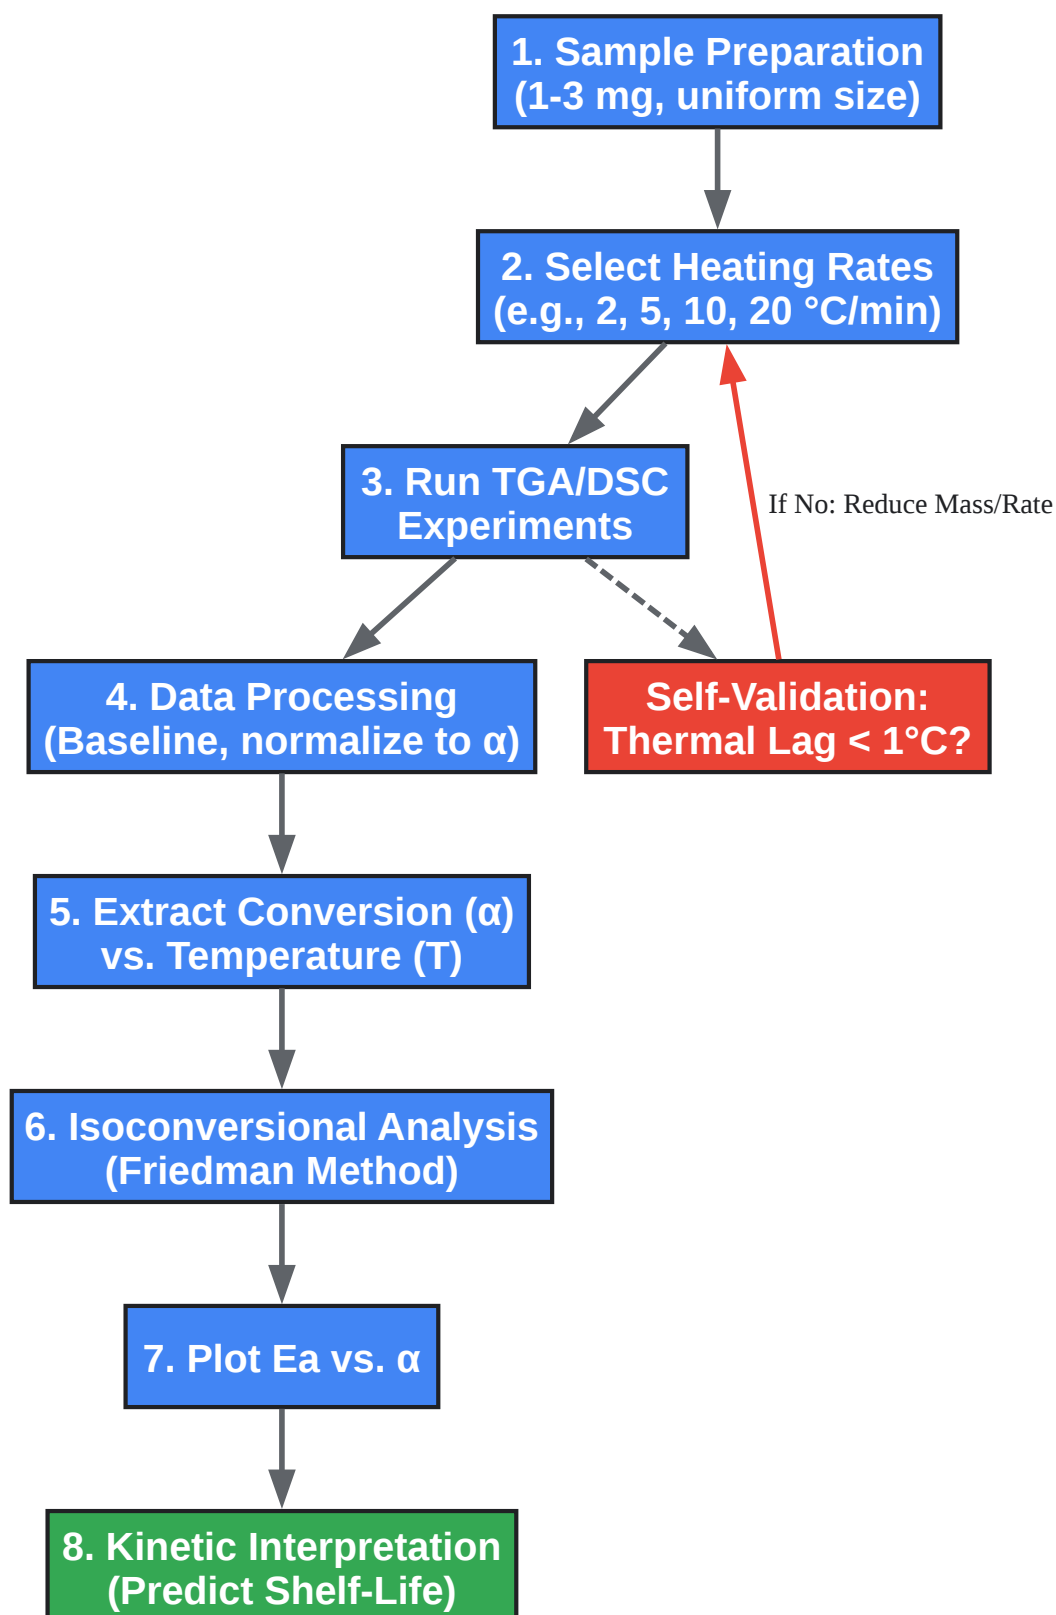 1. Sample Preparation
(1-3 mg, uniform size)
2. Select Heating Rates
(e.g., 2, 5, 10, 20 °C/min)
3. Run TGA/DSC
Experiments
If No: Reduce Mass/Rate
4. Data Processing
(Baseline, normalize to α)
Self-Validation:
Thermal Lag < 1°C?
5. Extract Conversion (α)
vs. Temperature (T)
6. Isoconversional Analysis
(Friedman Method)
7. Plot Ea vs. α
8. Kinetic Interpretation
(Predict Shelf-Life)